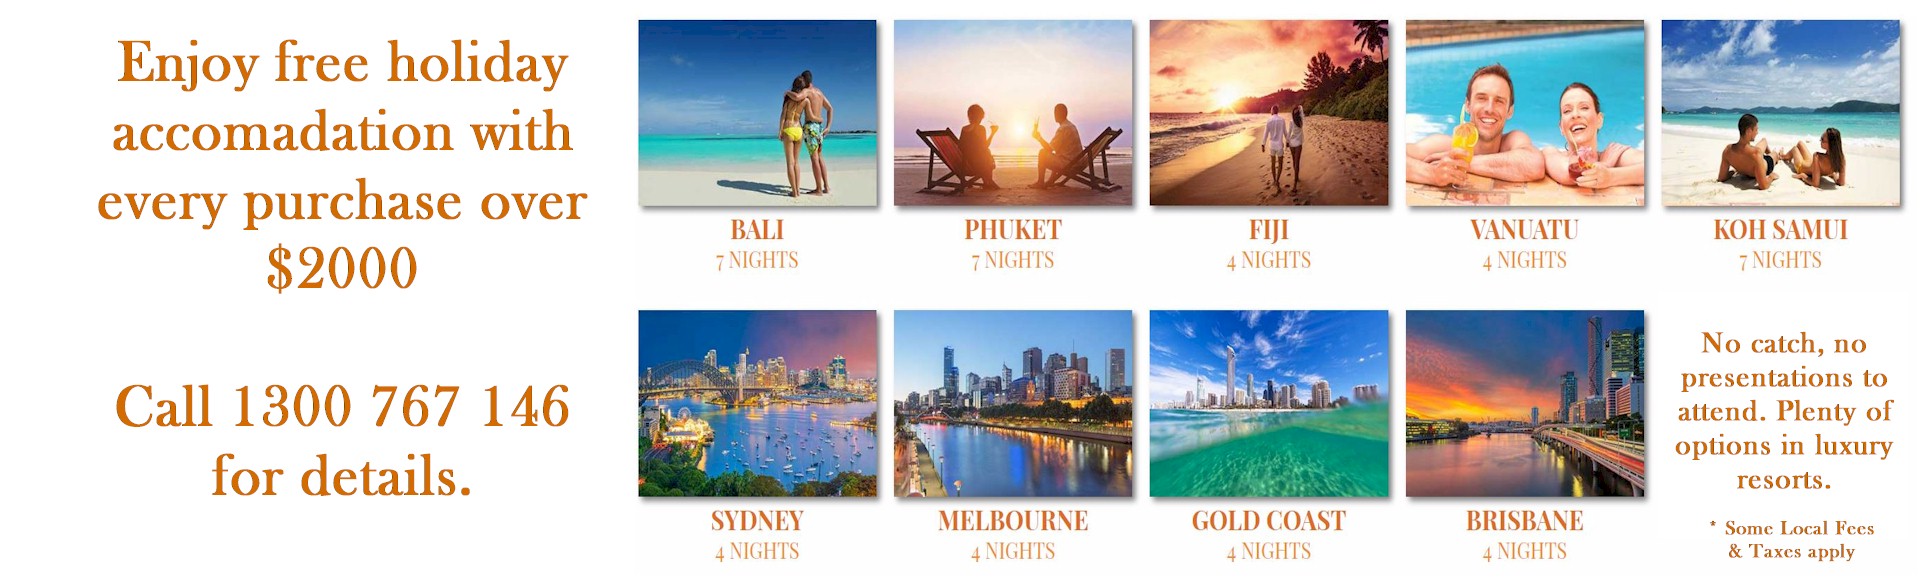 Enjoy free holiday
accomadation with
every purchase over
$2000
Call 1300 767 146
for details.
BALI
7 NIGHTS
PHUKET
7 NIGHTS
FIJI
4 NIGHTS
VANUATU
4 NIGHTS
KOH SAMUI
7 NIGHTS
SYDNEY
4 NIGHTS
MELBOURNE
4 NIGHTS
GOLD COAST
4 NIGHTS
BRISBANE
4 NIGHTS
No catch, no
presentations to
attend. Plenty of
options in luxury
resorts.
* Some Local Fees
& Taxes apply